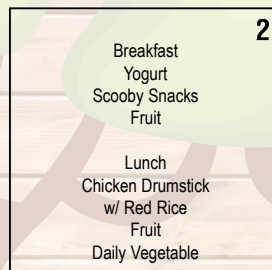 2
Breakfast
Yogurt
Scooby Snacks
Fruit
Lunch
Chicken Drumstick
w/ Red Rice
Fruit
Daily Vegetable